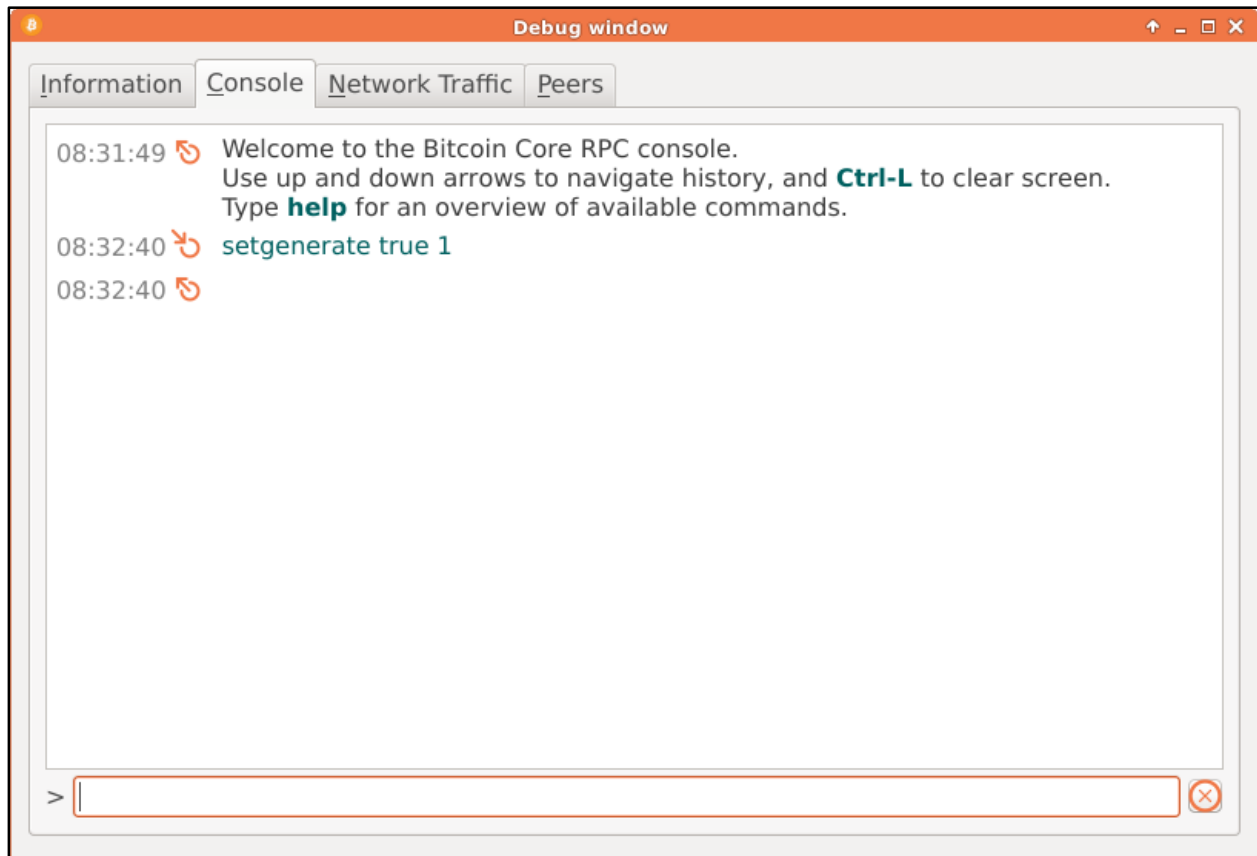 Debug window
Information Console Network Traffic Peers
08:31:49 Welcome to the Bitcoin Core RPC console.
Use up and down arrows to navigate history, and Ctrl-L to clear screen.
Type help for an overview of available commands.
08:32:40 setgenerate true 1
08:32:40
>